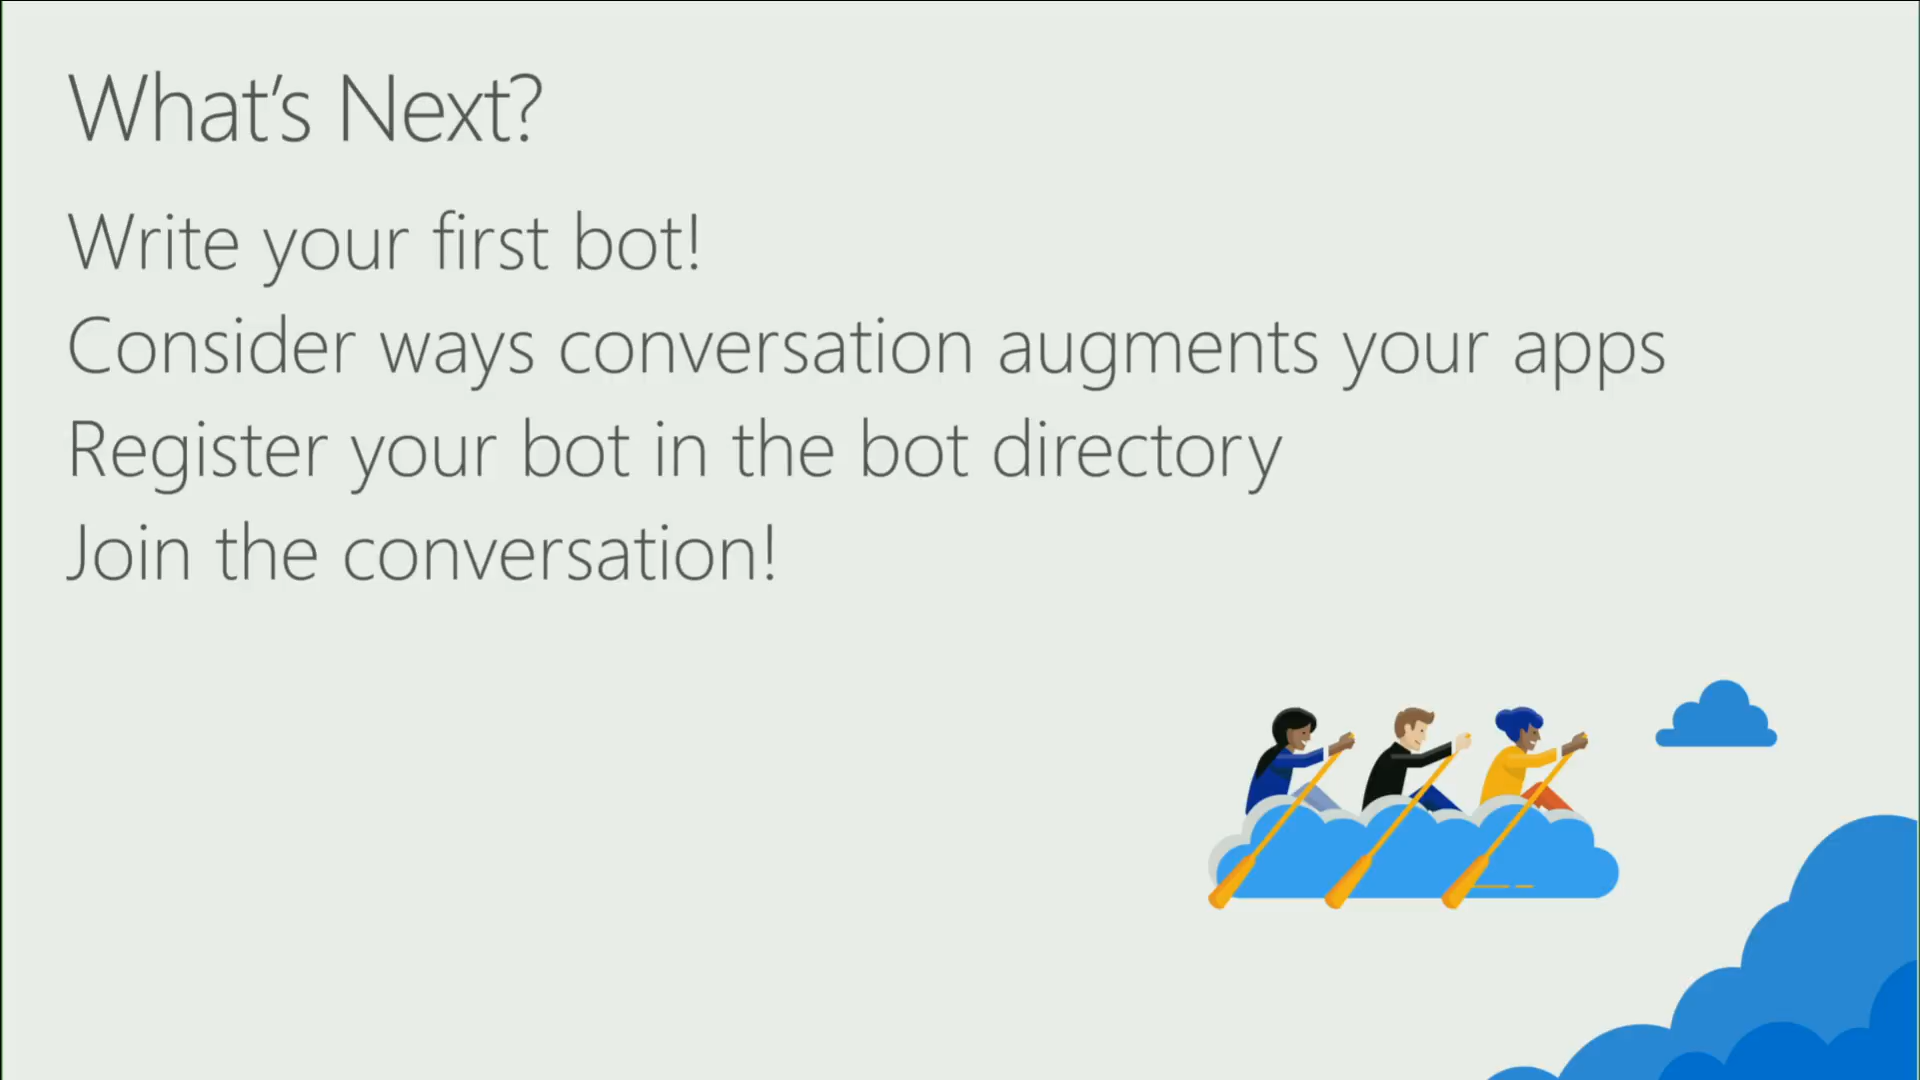 What's Next?
Write your first bot!
Consider ways conversation augments your apps
Register your bot in the bot directory
Join the conversation!